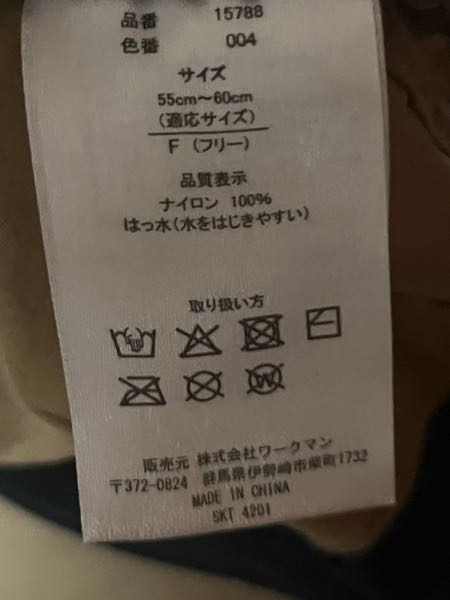 品番 15788
色番 004
サイズ
55cm～60cm
(適応サイズ)
F (フリー)
品質表示
ナイロン 100%
はっ水(水をはじきやすい)
取り扱い方
販売元 株式会社ワークマン
〒372-0824 群馬県伊勢崎市柴町1732
MADE IN CHINA
SKT 4201